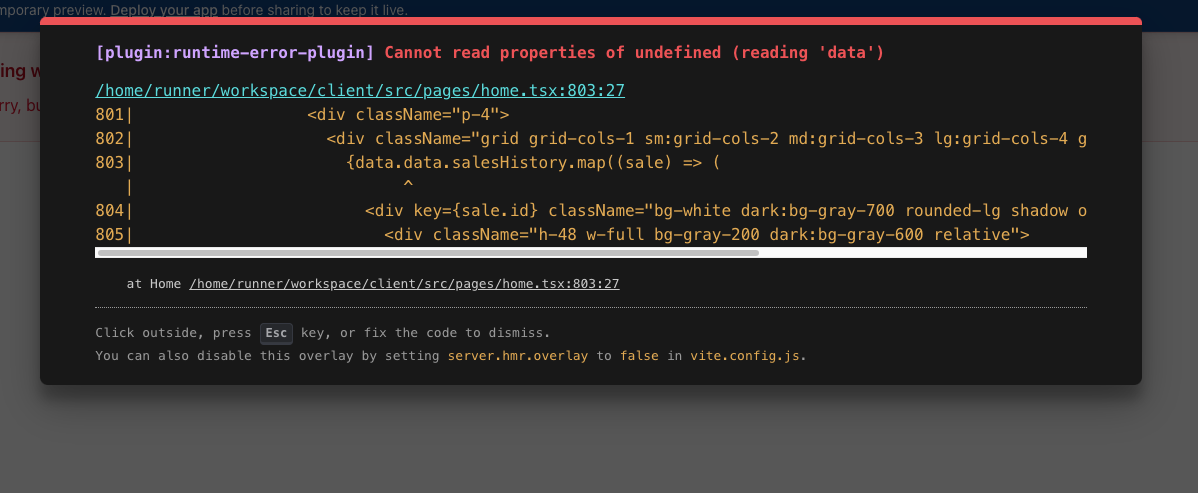 mporary preview. Deploy your app before sharing to keep it live.
ing w
rry, bu
[plugin:runtime-error-plugin] Cannot read properties of undefined (reading 'data')
/home/runner/workspace/client/src/pages/home.tsx:803:27
801|                  <div className="p-4">
802|                    <div className="grid grid-cols-1 sm:grid-cols-2 md:grid-cols-3 lg:grid-cols-4 g
803|                      {data.data.salesHistory.map((sale) => (
   |                            ^
804|                        <div key={sale.id} className="bg-white dark:bg-gray-700 rounded-lg shadow o
805|                          <div className="h-48 w-full bg-gray-200 dark:bg-gray-600 relative">
at Home /home/runner/workspace/client/src/pages/home.tsx:803:27
Click outside, press Esc key, or fix the code to dismiss.
You can also disable this overlay by setting server.hmr.overlay to false in vite.config.js.